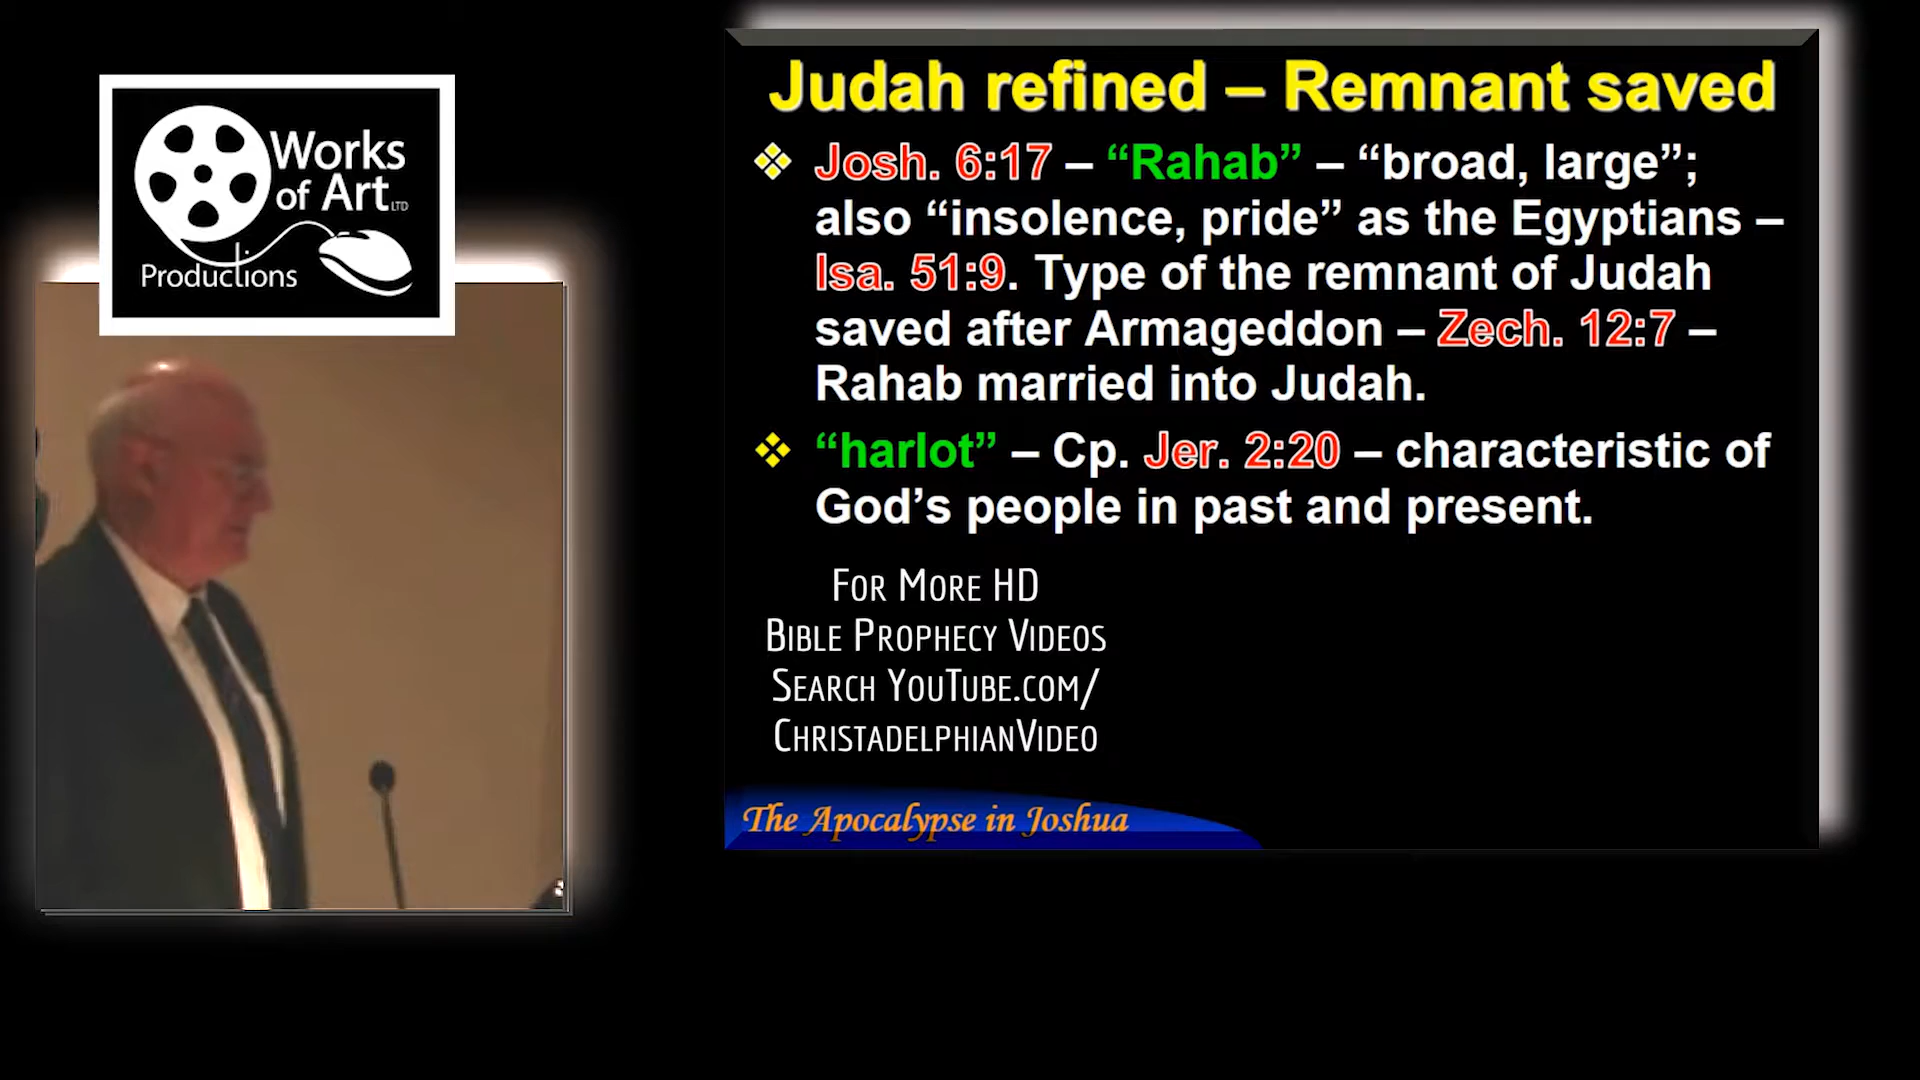 Works
of Art LTD
Productions
Judah refined – Remnant saved
Josh. 6:17 – “Rahab” – “broad, large”;
also “insolence, pride” as the Egyptians –
Isa. 51:9. Type of the remnant of Judah
saved after Armageddon – Zech. 12:7 –
Rahab married into Judah.
“harlot” – Cp. Jer. 2:20 – characteristic of
God’s people in past and present.
For More HD
Bible Prophecy Videos
Search YouTube.com/
ChristadelphianVideo
The Apocalypse in Joshua